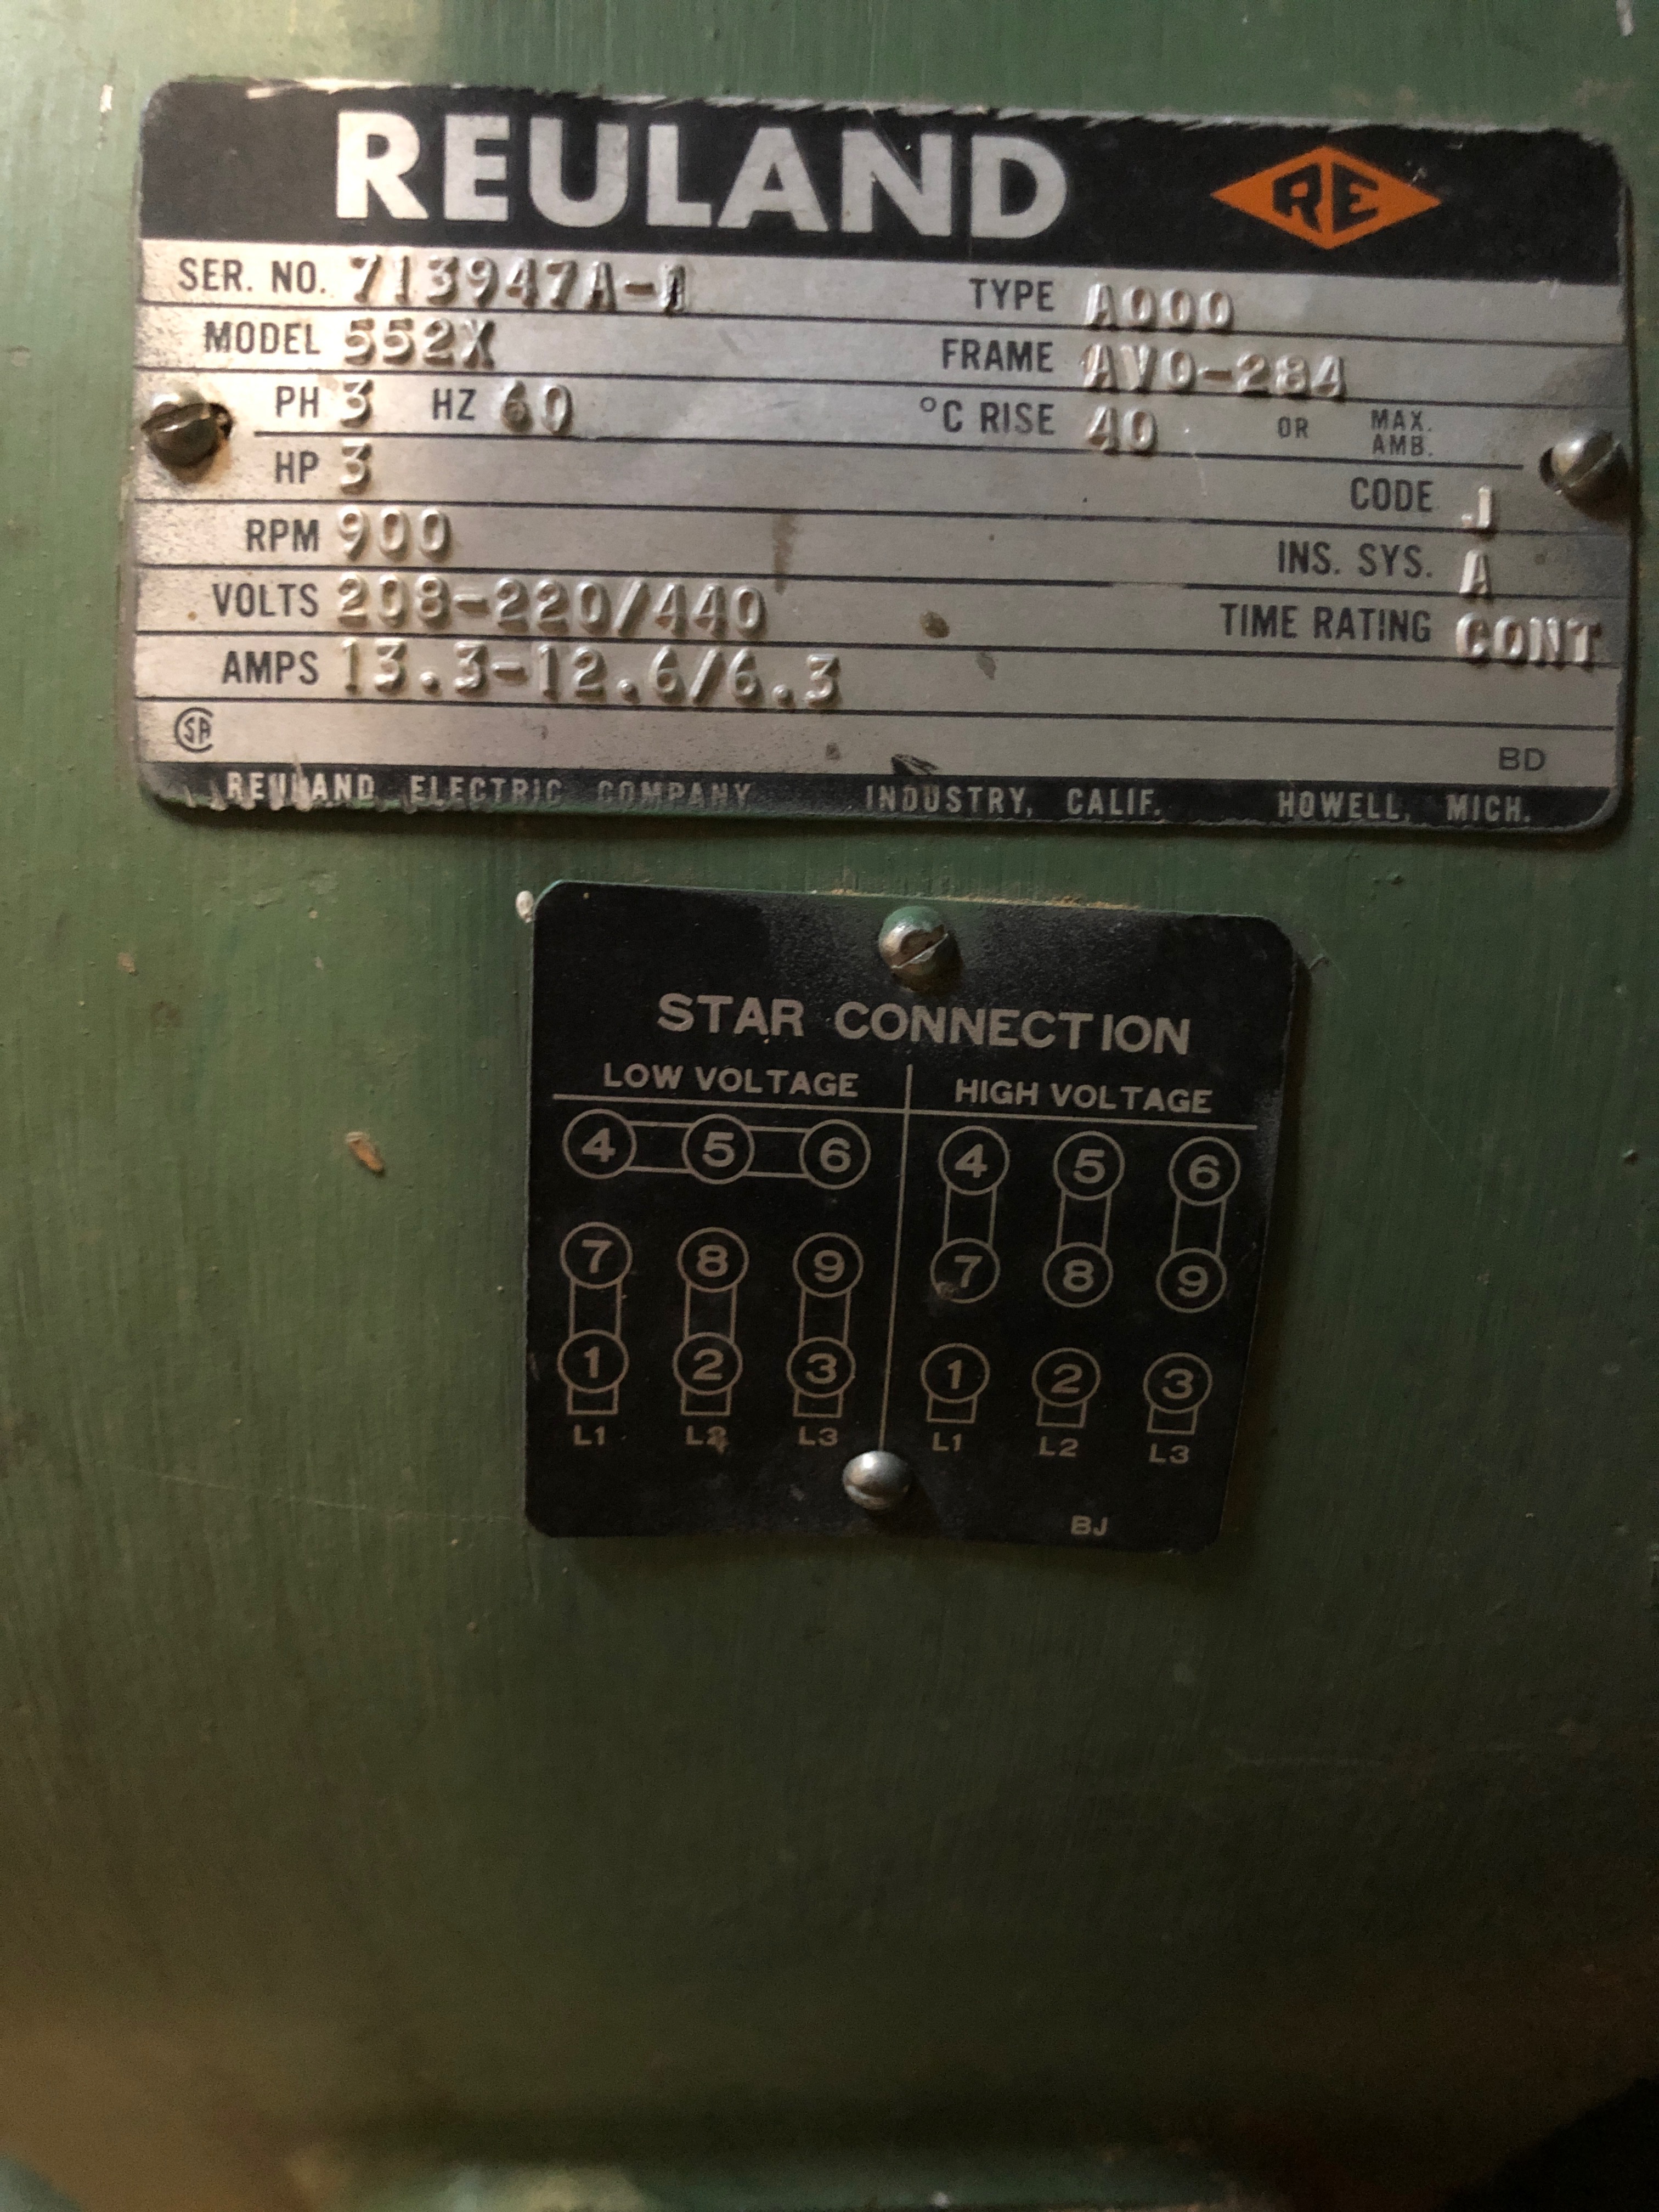 REULAND RE
SER. NO. 713947A-1 TYPE A000
MODEL 552X FRAME AVO-284
PH 3 HZ 60 °C RISE 40 OR MAX. AMB.
HP 3 CODE J
RPM 900 INS. SYS. A
VOLTS 208-220/440 TIME RATING CONT
AMPS 13.3-12.6/6.3
SA BD
REULAND ELECTRIC COMPANY INDUSTRY, CALIF. HOWELL, MICH.
STAR CONNECTION
LOW VOLTAGE HIGH VOLTAGE
4 5 6 4 5 6
7 8 9 7 8 9
1 2 3 1 2 3
L1 L2 L3 L1 L2 L3
BJ